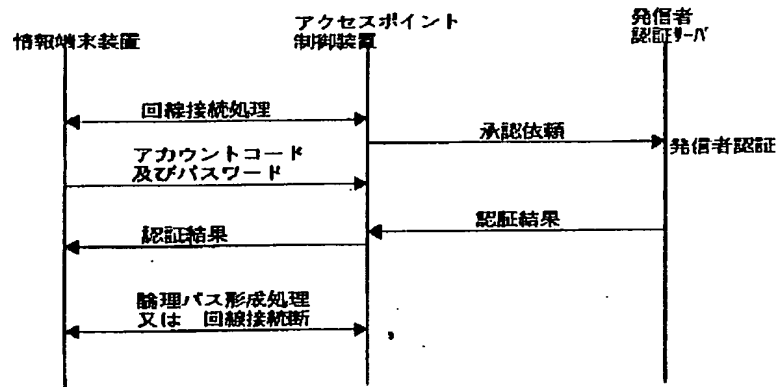 情報端末装置
アクセスポイント
制御装置
発信者
認証サーバ
回線接続処理
承認依頼
発信者認証
アカウントコード
及びパスワード
認証結果
認証結果
論理パス形成処理
又は 回線接続断